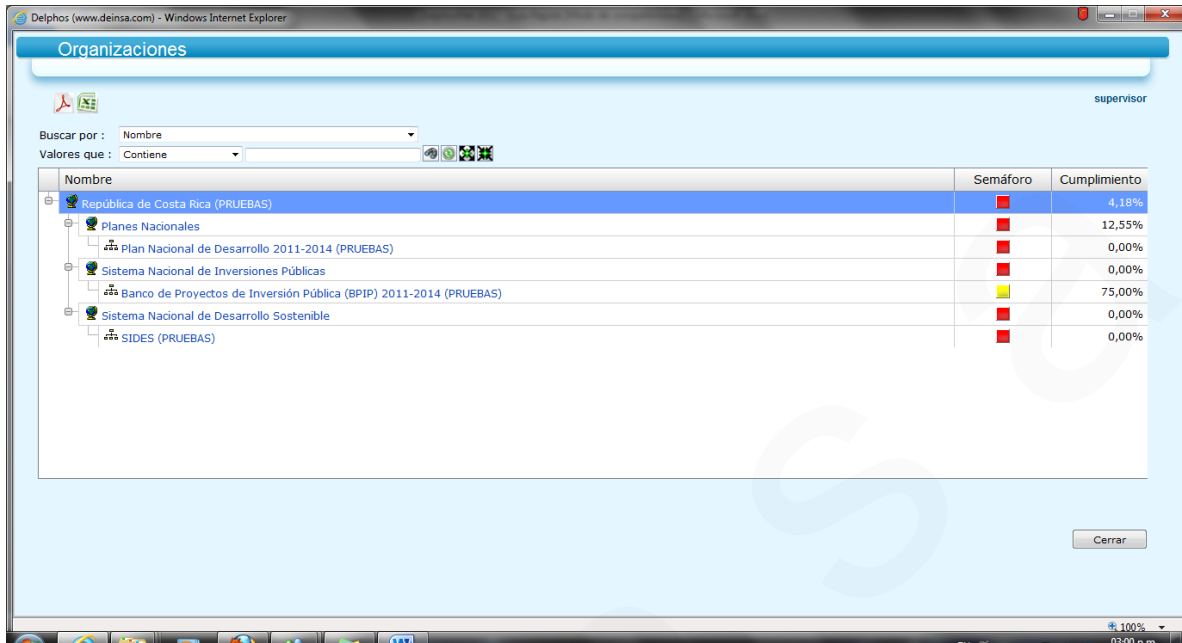 Delphos (www.deinsa.com) - Windows Internet Explorer
Organizaciones
supervisor
Buscar por : Nombre
Valores que : Contiene
Nombre Semáforo Cumplimiento
República de Costa Rica (PRUEBAS) 4,18%
Planes Nacionales 12,55%
Plan Nacional de Desarrollo 2011-2014 (PRUEBAS) 0,00%
Sistema Nacional de Inversiones Públicas 0,00%
Banco de Proyectos de Inversión Pública (BPIP) 2011-2014 (PRUEBAS) 75,00%
Sistema Nacional de Desarrollo Sostenible 0,00%
SIDES (PRUEBAS) 0,00%
Cerrar
100%
03:00 p.m.